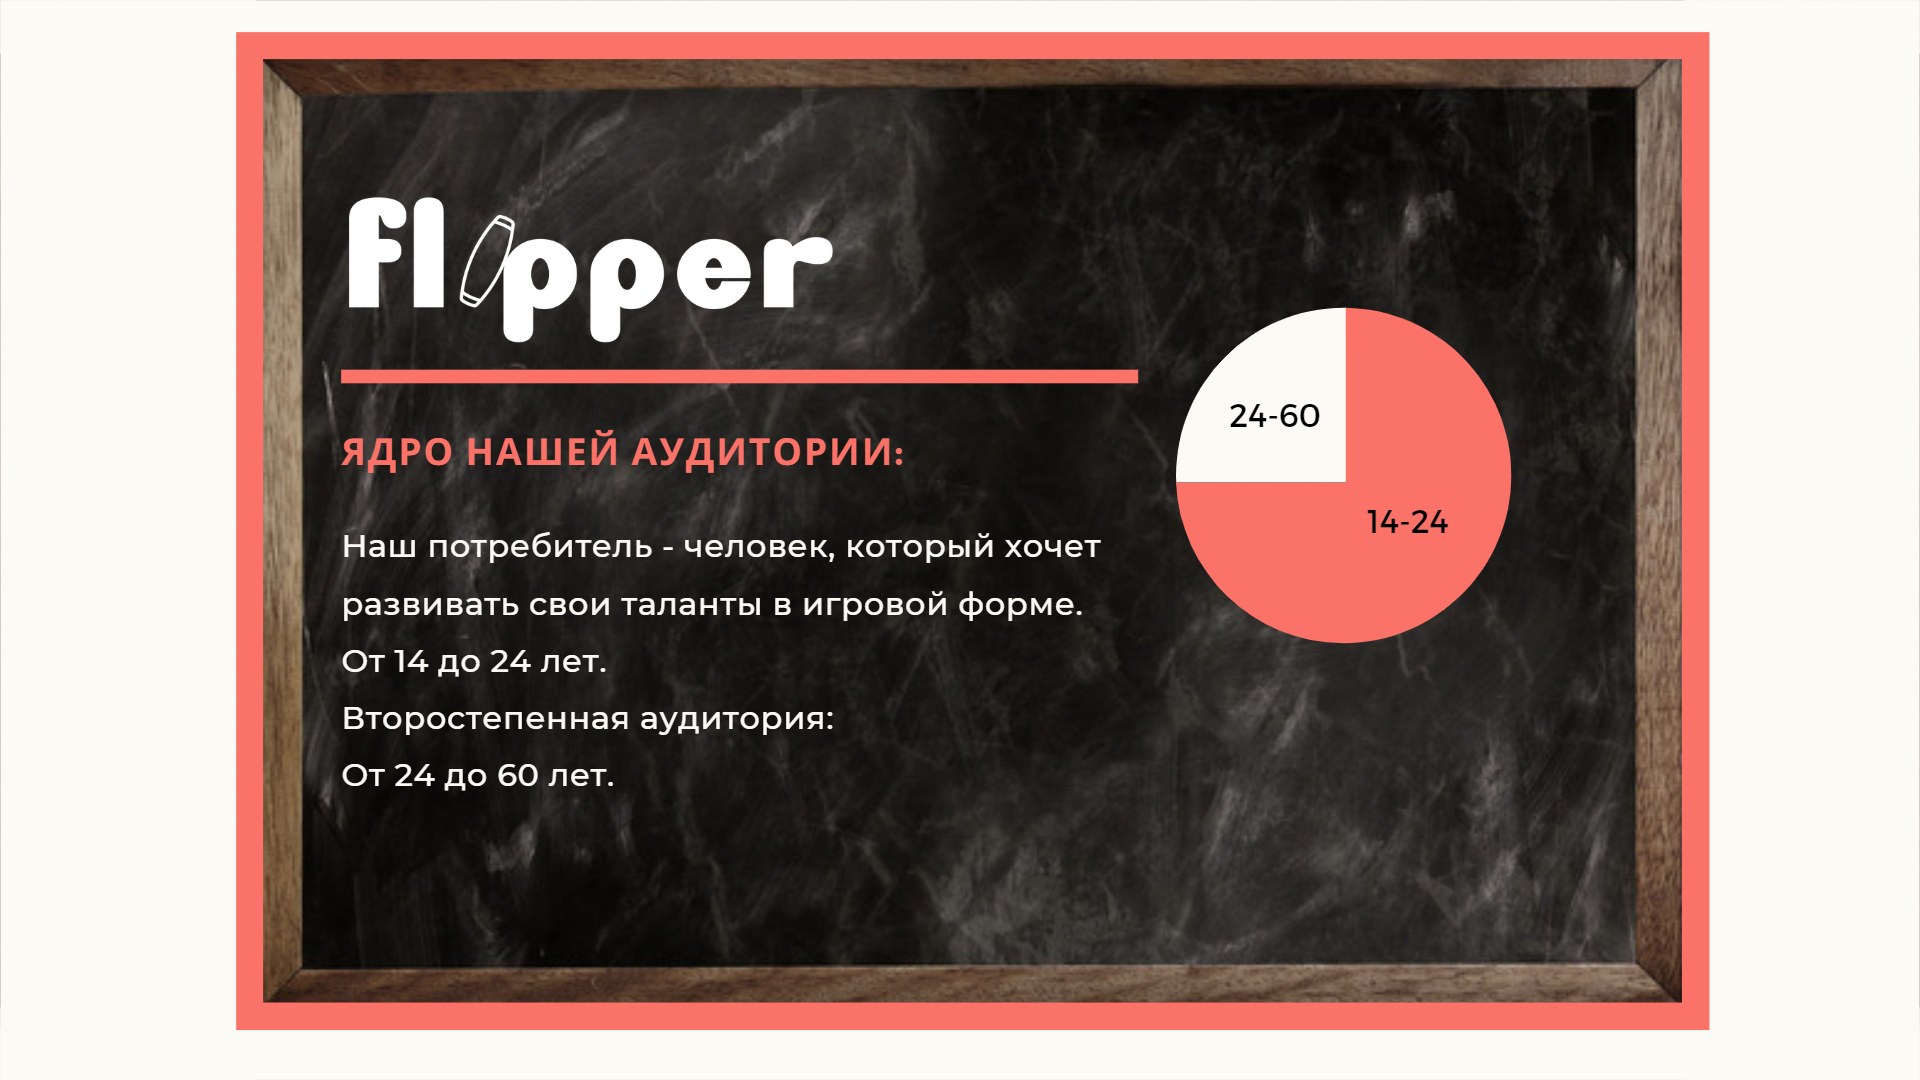 flipper
ЯДРО НАШЕЙ АУДИТОРИИ:
Наш потребитель - человек, который хочет
развивать свои таланты в игровой форме.
От 14 до 24 лет.
Второстепенная аудитория:
От 24 до 60 лет.
24-60
14-24